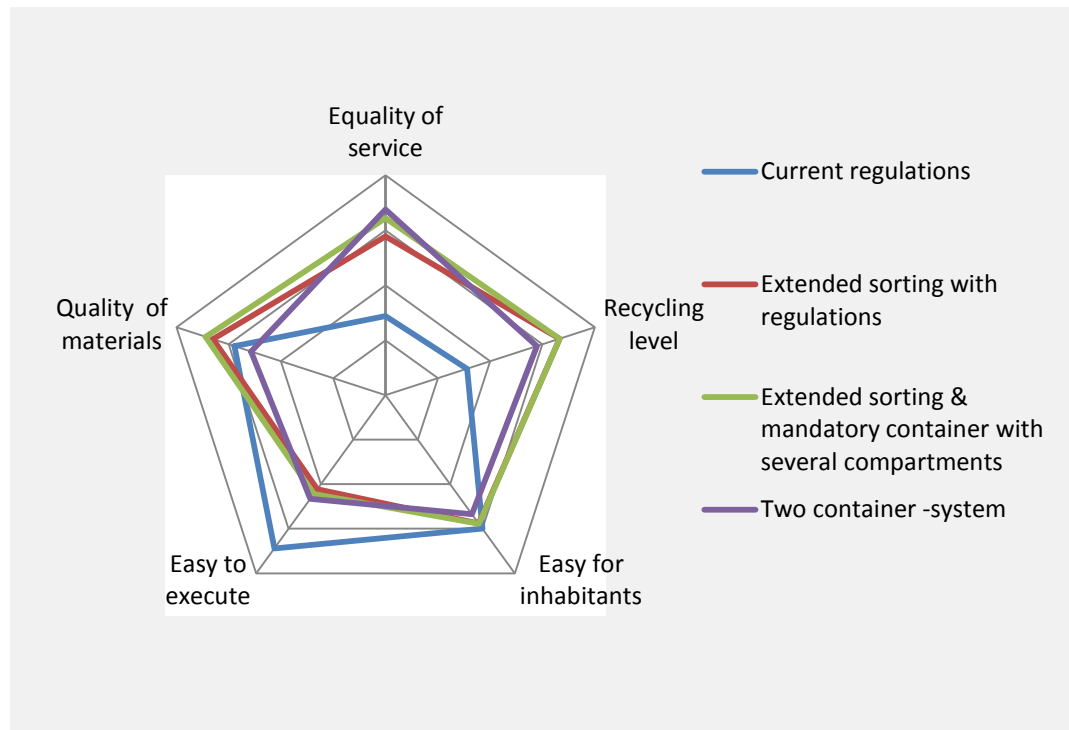 Equality of
service
Recycling
level
Easy for
inhabitants
Easy to
execute
Quality of
materials
Current regulations
Extended sorting with
regulations
Extended sorting &
mandatory container with
several compartments
Two container -system